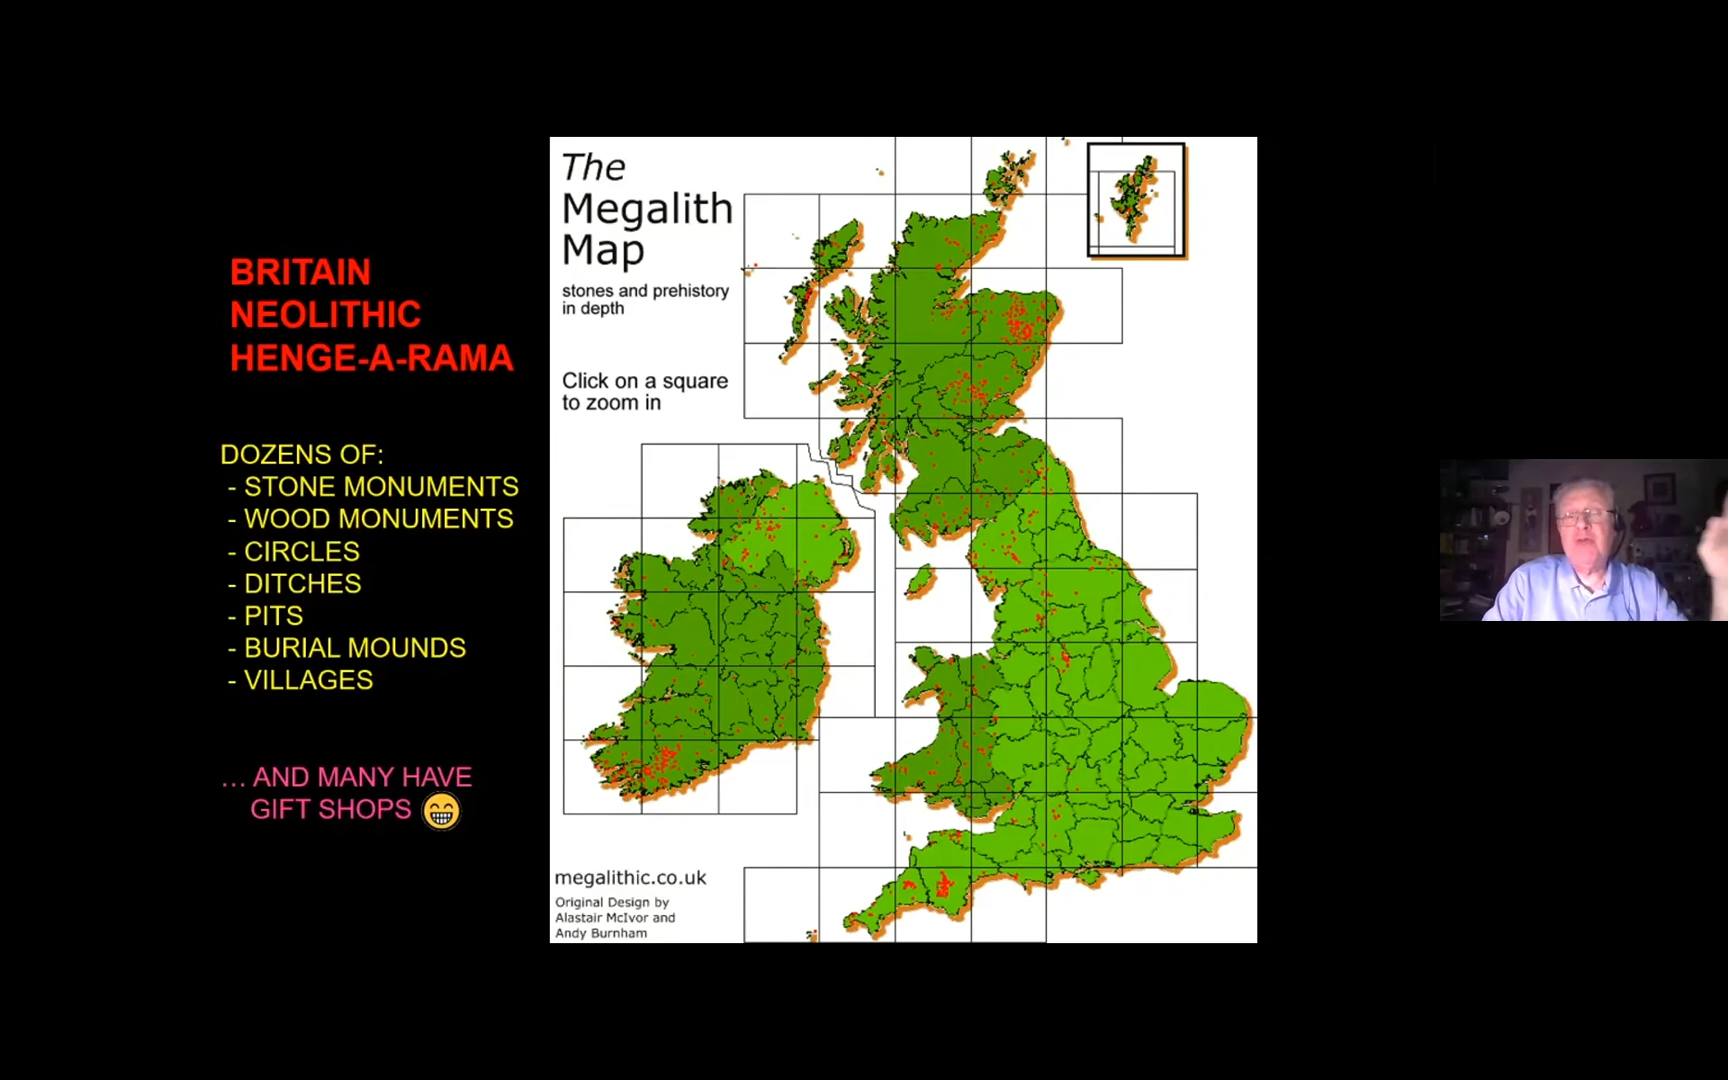 BRITAIN
NEOLITHIC
HENGE-A-RAMA
DOZENS OF:
- STONE MONUMENTS
- WOOD MONUMENTS
- CIRCLES
- DITCHES
- PITS
- BURIAL MOUNDS
- VILLAGES
... AND MANY HAVE
GIFT SHOPS 😁
The
Megalith
Map
stones and prehistory
in depth
Click on a square
to zoom in
megalithic.co.uk
Original Design by
Alastair McIvor and
Andy Burnham